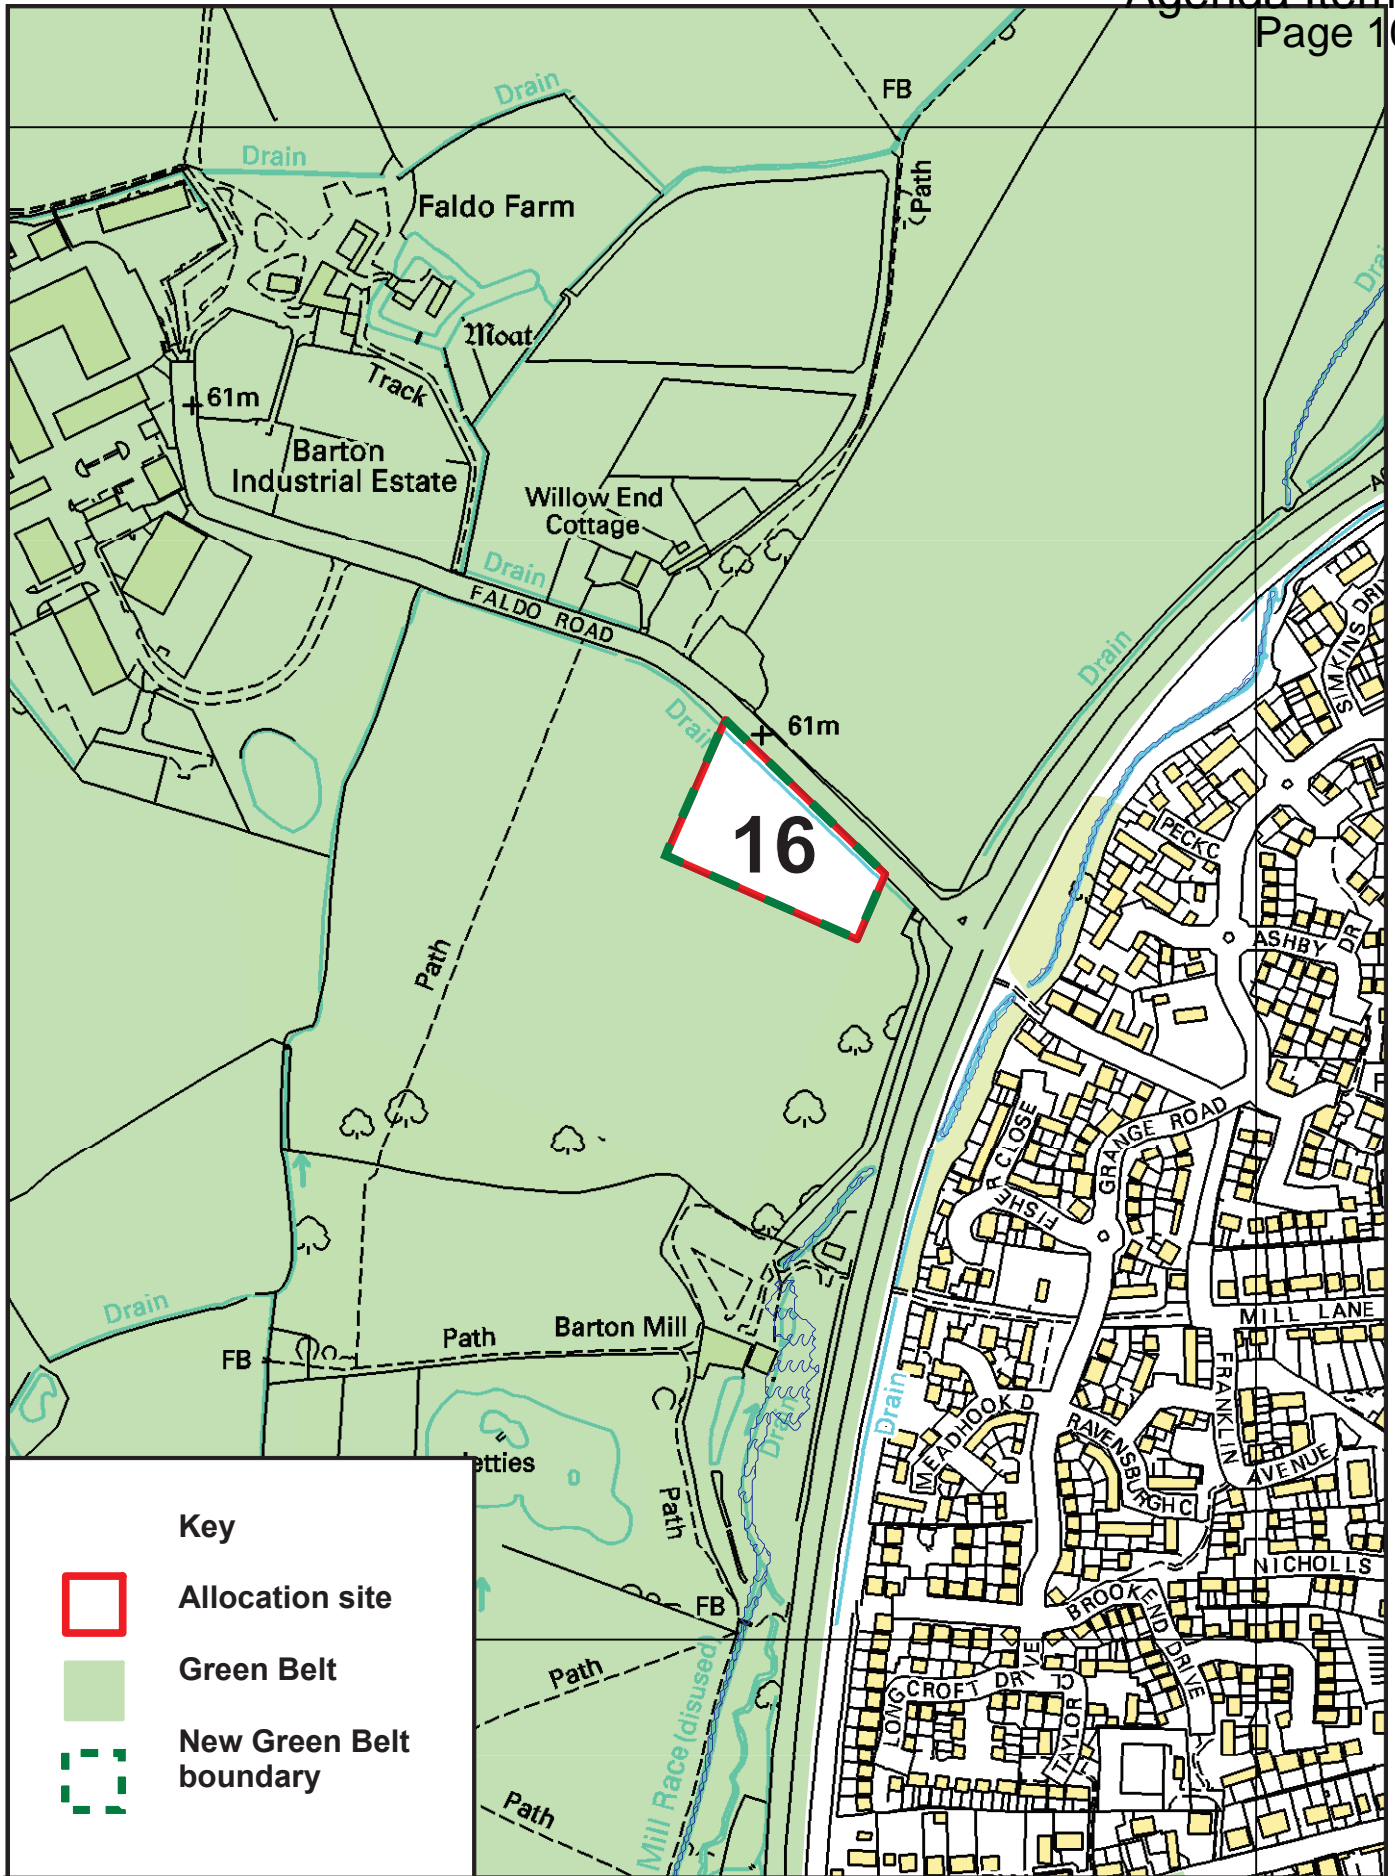 Page
FB
Drain
Drain
Path
Faldo Farm
Moat
Track
61m
Barton
Industrial Estate
Willow End
Cottage
Drain
FALDO ROAD
Drain
SIMKINS
Drain
61m
16
PECK
ASHBY DR
Path
FISHER CLOSE
GRANGE ROAD
Drain
MILL LANE
Path
Barton Mill
FB
FRANKLIN
AVENUE
Drain
MEADHOOK D
RAVENSBURGH C
Drain
Path
etties
NICHOLLS
BROOKEND DRIVE
FB
Path
LONGCROFT DRIVE
TAYLOR CL
Mill Race (disused)
Path
Key
Allocation site
Green Belt
New Green Belt
boundary